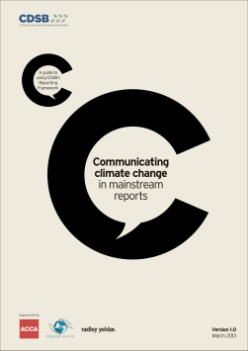 CDSB
A guide to
using CDSB's
Reporting
Framework
Communicating
climate change
in mainstream
reports
Supported by
ACCA
radley yeldar.
Version 1.0
March 2013